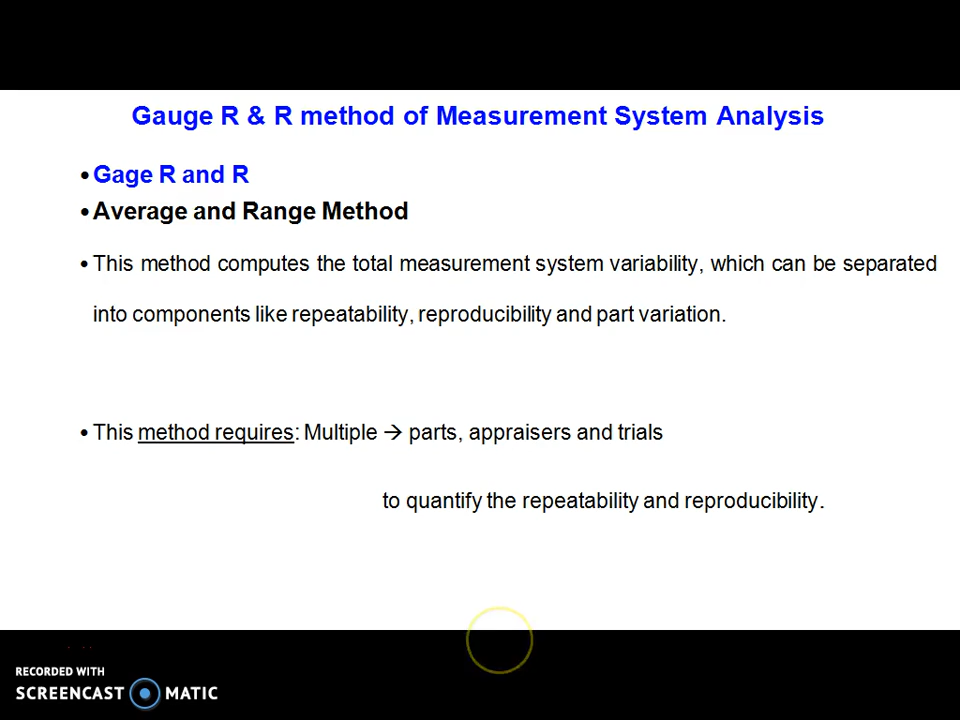 Gauge R & R method of Measurement System Analysis
• Gage R and R
• Average and Range Method
• This method computes the total measurement system variability, which can be separated
into components like repeatability, reproducibility and part variation.
• This method requires: Multiple → parts, appraisers and trials
to quantify the repeatability and reproducibility.
RECORDED WITH
SCREENCAST MATIC